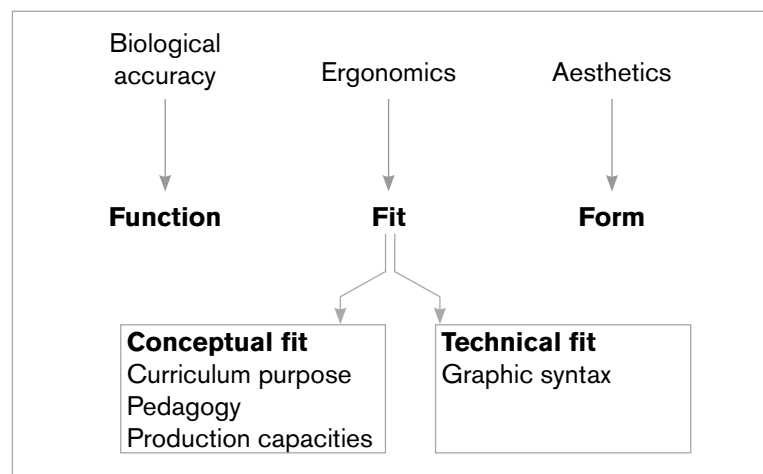 Biological
accuracy
Ergonomics
Aesthetics
Function
Fit
Form
Conceptual fit
Curriculum purpose
Pedagogy
Production capacities
Technical fit
Graphic syntax